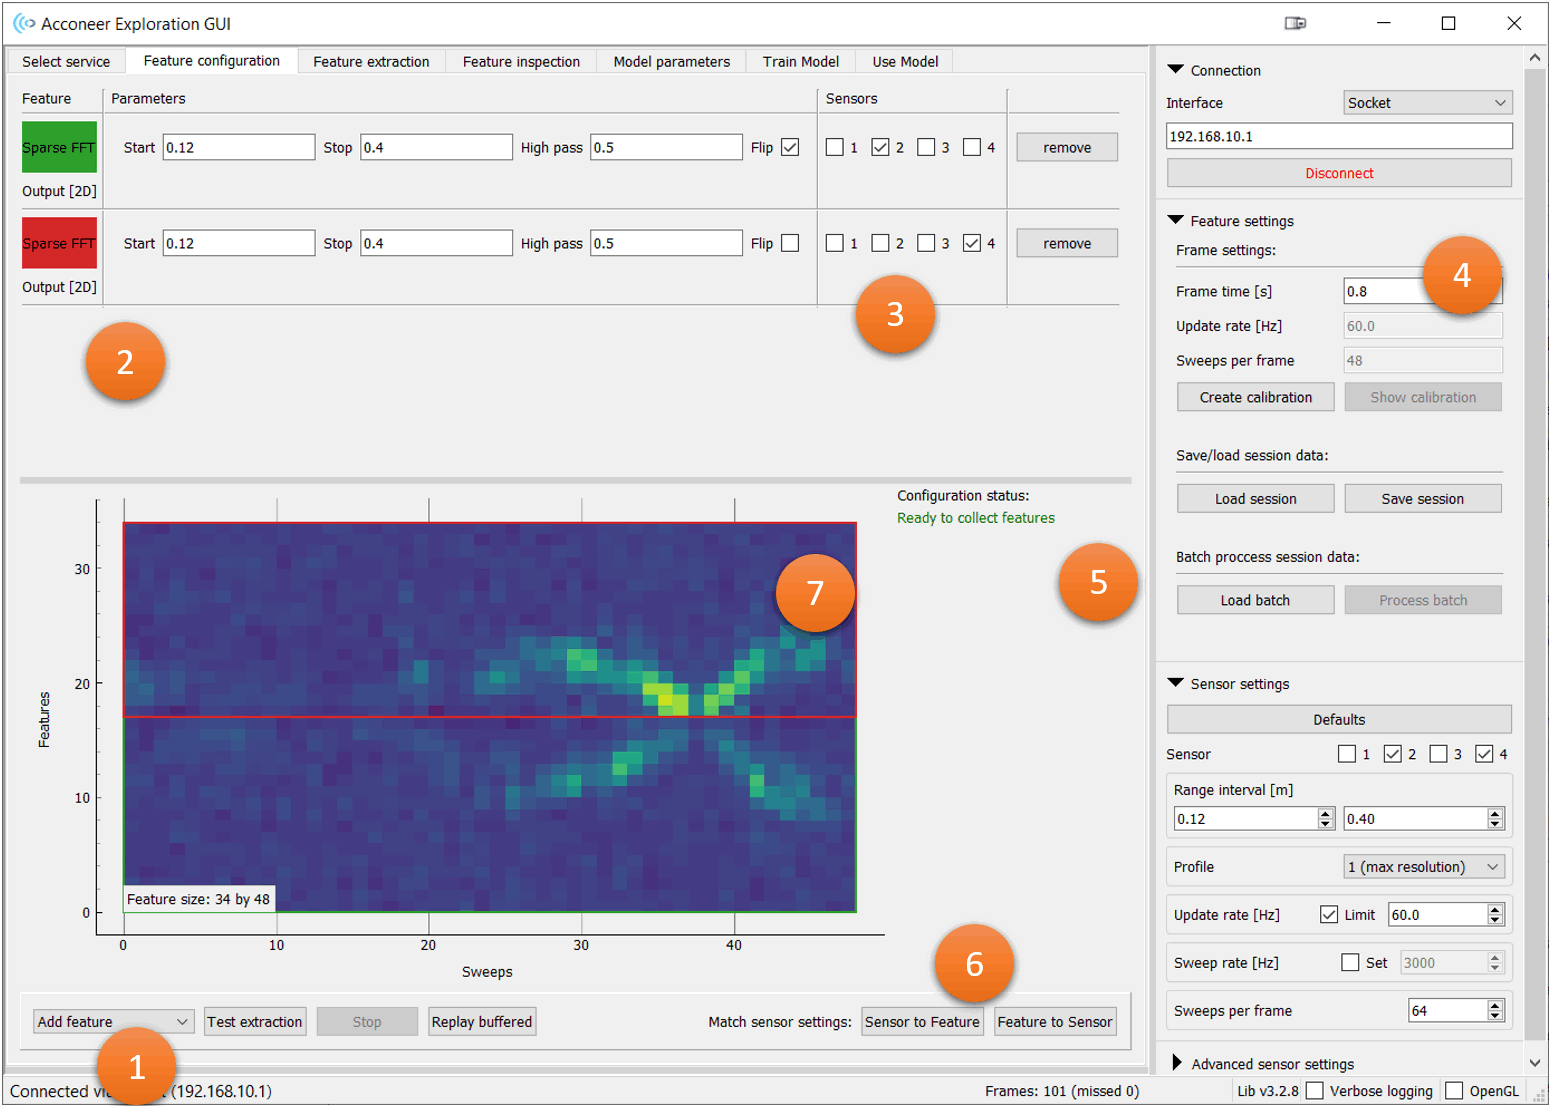 Acconeer Exploration GUI
Select service Feature configuration Feature extraction Feature inspection Model parameters Train Model Use Model
Feature Parameters Sensors
Sparse FFT Start 0.12 Stop 0.4 High pass 0.5 Flip 1 2 3 4 remove
Output [2D]
Sparse FFT Start 0.12 Stop 0.4 High pass 0.5 Flip 1 2 3 4 remove
Output [2D]
2
3
Configuration status:
Ready to collect features
5
7
Features
30
20
10
0
Feature size: 34 by 48
0 10 20 30 40
Sweeps
6
Add feature Test extraction Stop Replay buffered Match sensor settings: Sensor to Feature Feature to Sensor
1
Connection
Interface Socket
192.168.10.1
Disconnect
Feature settings
Frame settings:
4
Frame time [s] 0.8
Update rate [Hz] 60.0
Sweeps per frame 48
Create calibration Show calibration
Save/load session data:
Load session Save session
Batch proccess session data:
Load batch Process batch
Sensor settings
Defaults
Sensor 1 2 3 4
Range interval [m]
0.12 0.40
Profile 1 (max resolution)
Update rate [Hz] Limit 60.0
Sweep rate [Hz] Set 3000
Sweeps per frame 64
Advanced sensor settings
Connected (192.168.10.1) Frames: 101 (missed 0) Lib v3.2.8 Verbose logging OpenGL